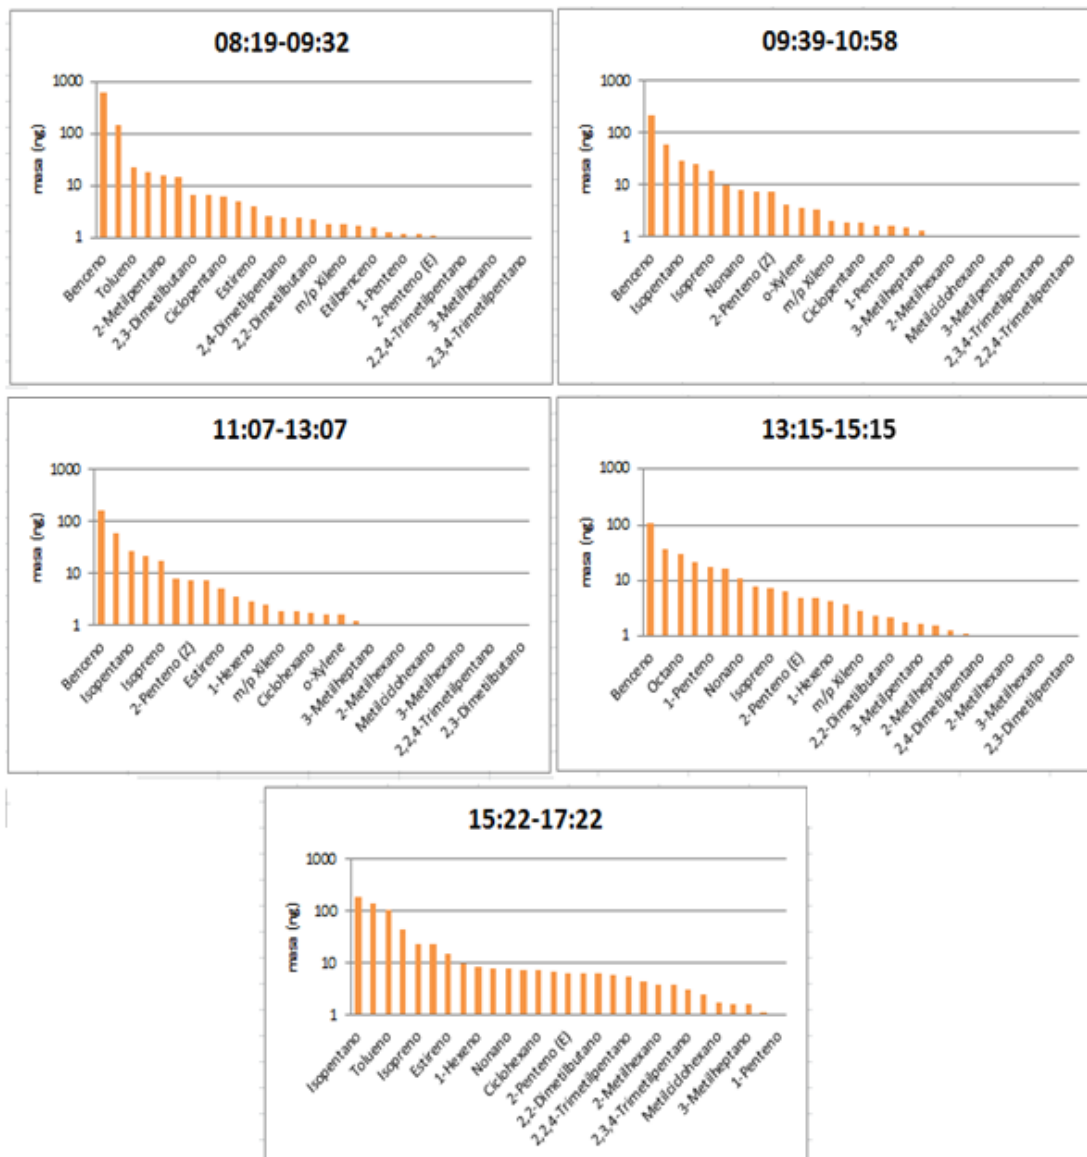 08:19-09:32
masa (ng)
1000
100
10
1
Benceno
Tolueno
2-Metilpentano
2,3-Dimetilbutano
Ciclopentano
Estireno
2,4-Dimetilpentano
2,2-Dimetilbutano
m/p Xileno
Etilbenceno
1-Penteno
2-Penteno (E)
2,2,4-Trimetilpentano
3-Metilhexano
2,3,4-Trimetilpentano
09:39-10:58
masa (ng)
1000
100
10
1
Benceno
Isopentano
Isopreno
Nonano
2-Penteno (Z)
o-Xylene
m/p Xileno
Ciclopentano
1-Penteno
3-Metilheptano
2-Metilhexano
Metilciclohexano
3-Metilpentano
2,3,4-Trimetilpentano
2,2,4-Trimetilpentano
11:07-13:07
masa (ng)
1000
100
10
1
Benceno
Isopentano
Isopreno
2-Penteno (Z)
Estireno
1-Hexeno
m/p Xileno
Ciclohexano
o-Xylene
3-Metilheptano
2-Metilhexano
Metilciclohexano
3-Metilhexano
2,2,4-Trimetilpentano
2,3-Dimetilbutano
13:15-15:15
masa (ng)
1000
100
10
1
Benceno
Octano
1-Penteno
Nonano
Isopreno
2-Penteno (E)
1-Hexeno
m/p Xileno
2,2-Dimetilbutano
3-Metilpentano
2-Metilheptano
2,4-Dimetilpentano
2-Metilhexano
3-Metilhexano
2,3-Dimetilpentano
15:22-17:22
masa (ng)
1000
100
10
1
Isopentano
Tolueno
Isopreno
Estireno
1-Hexeno
Nonano
Ciclohexano
2-Penteno (E)
2,2-Dimetilbutano
2,2,4-Trimetilpentano
2-Metilhexano
2,3,4-Trimetilpentano
Metilciclohexano
3-Metilheptano
1-Penteno